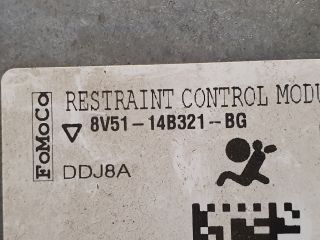 FoMoCo
RESTRAINT CONTROL MODU
8V51-14B321-BG
DDJ8A